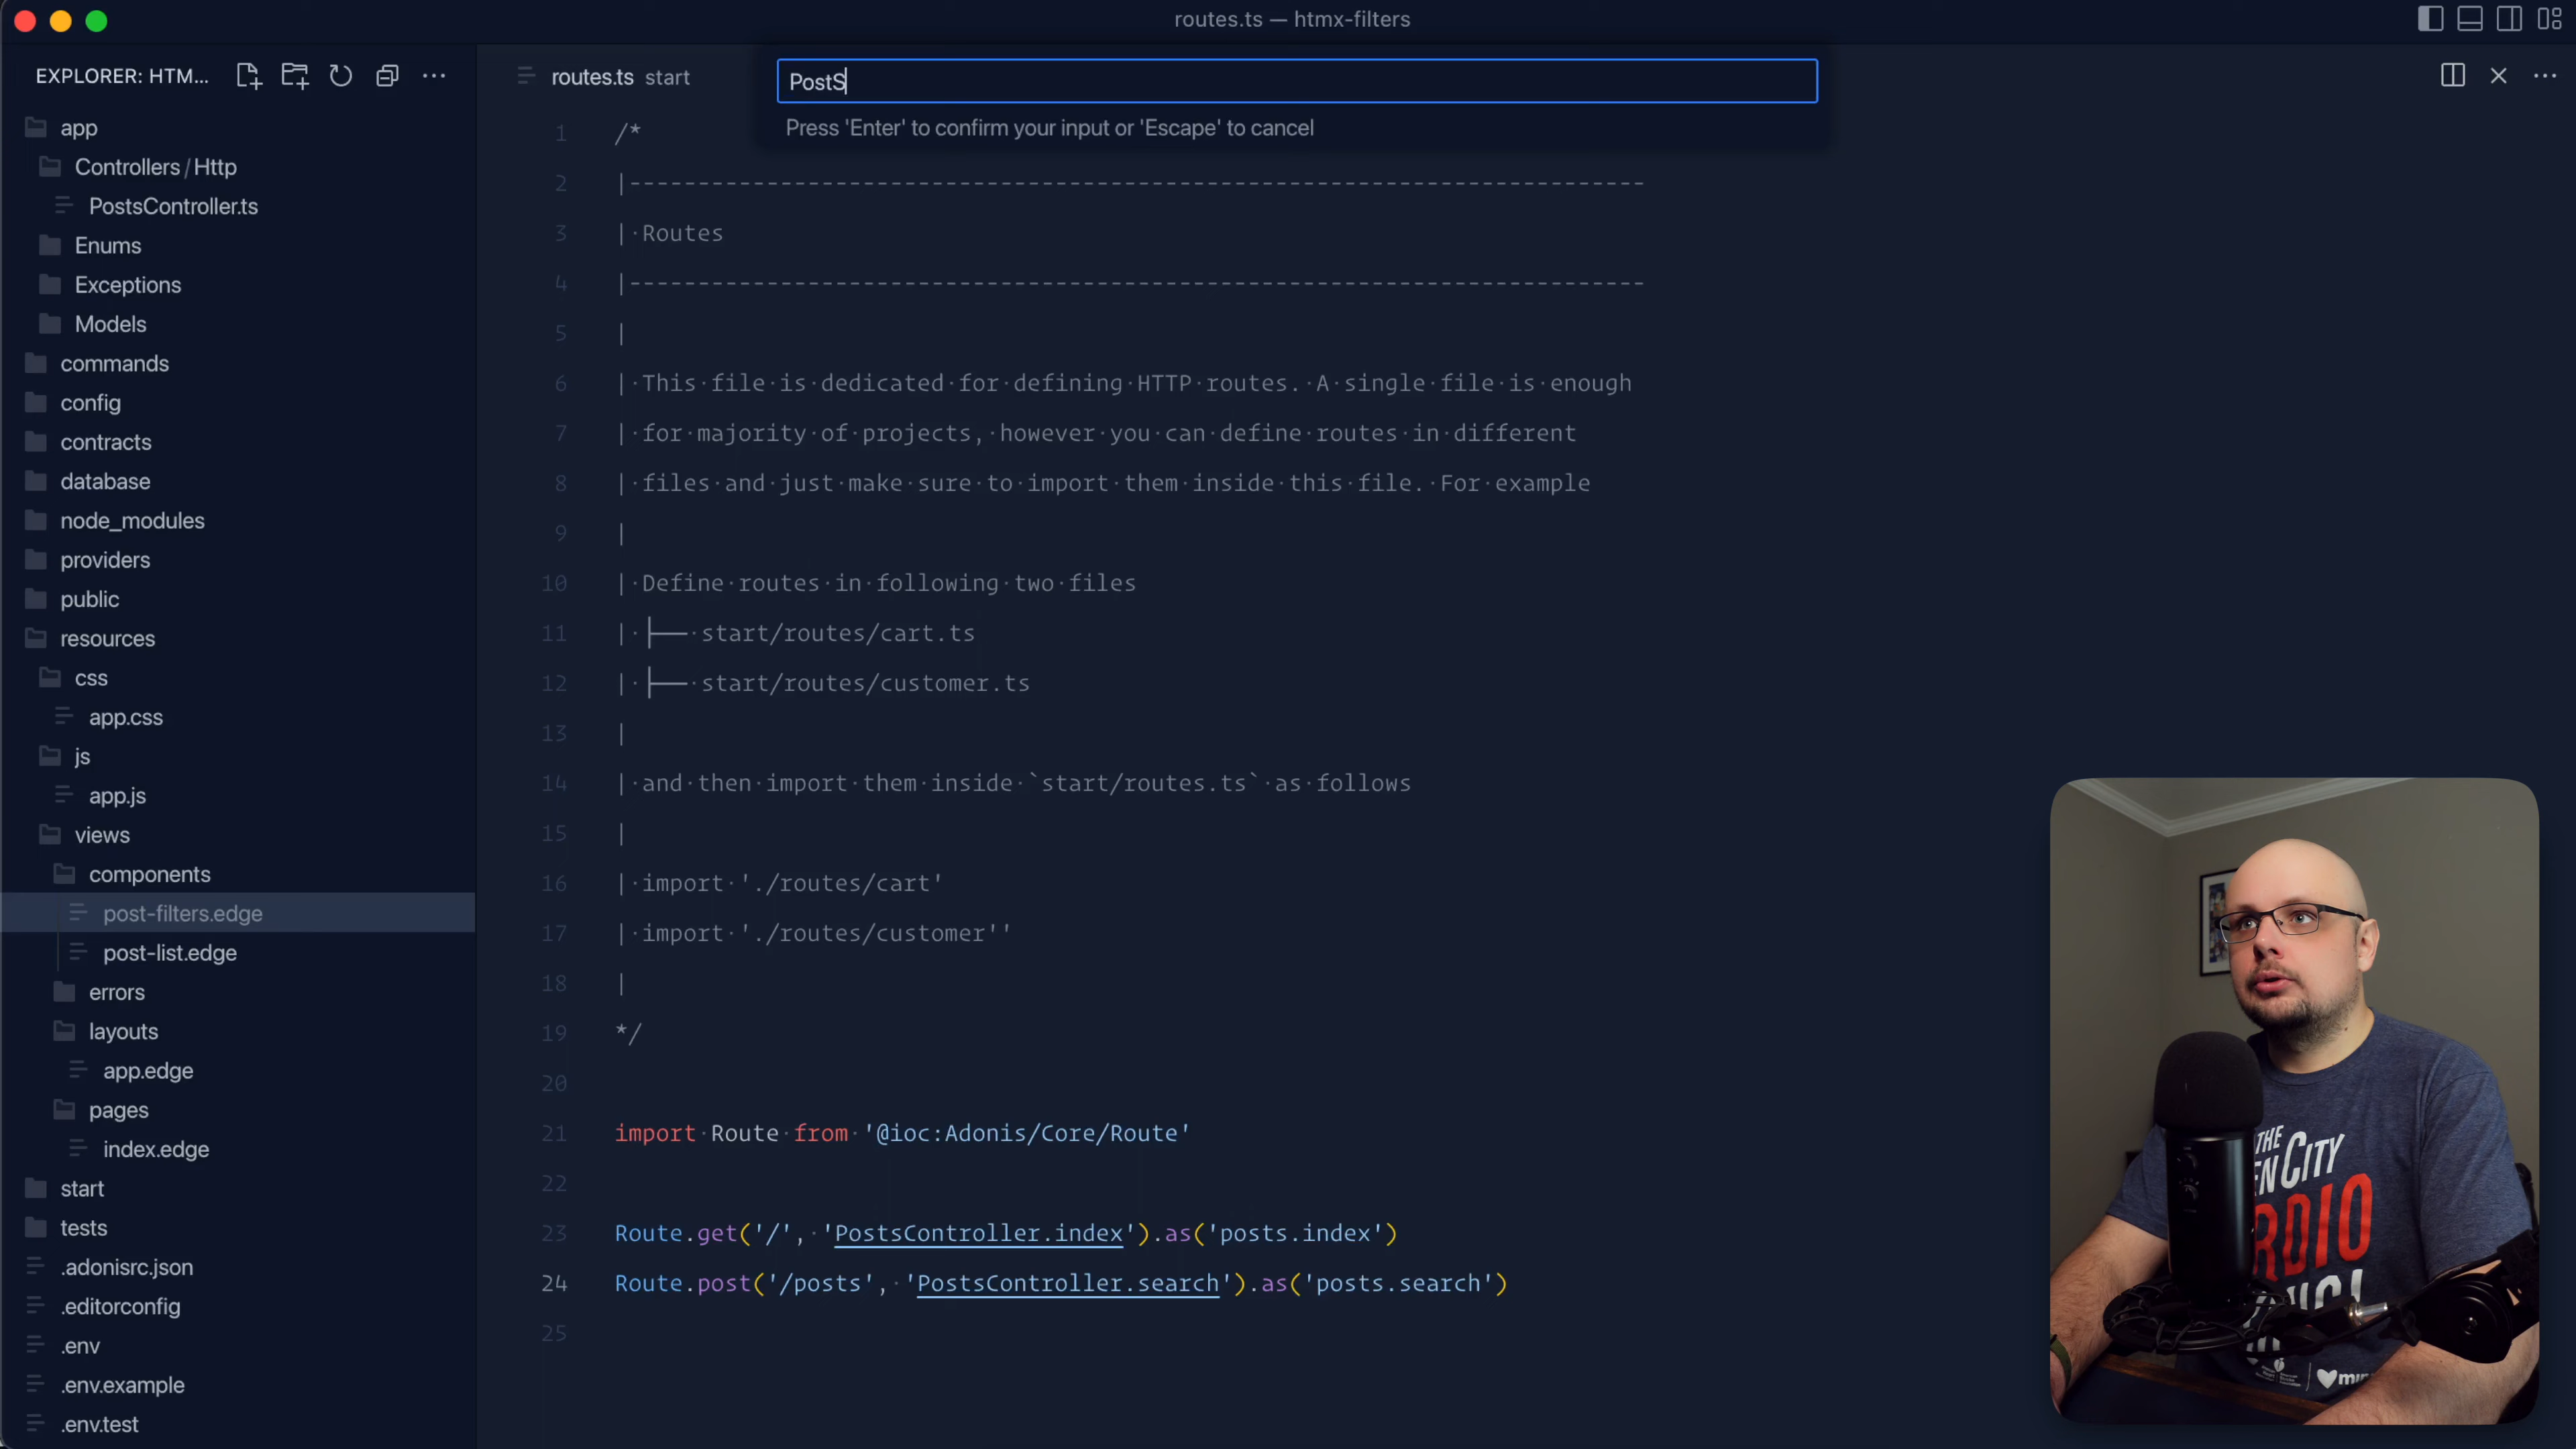 routes.ts — htmx-filters
EXPLORER: HTM...
app
Controllers / Http
PostsController.ts
Enums
Exceptions
Models
commands
config
contracts
database
node_modules
providers
public
resources
css
app.css
js
app.js
views
components
post-filters.edge
post-list.edge
errors
layouts
app.edge
pages
index.edge
start
tests
.adonisrc.json
.editorconfig
.env
.env.example
.env.test
routes.ts start
PostS
Press 'Enter' to confirm your input or 'Escape' to cancel
1 /*
2 |--------------------------------------------------------------------------
3 | Routes
4 |--------------------------------------------------------------------------
5 |
6 | This file is dedicated for defining HTTP routes. A single file is enough
7 | for majority of projects, however you can define routes in different
8 | files and just make sure to import them inside this file. For example
9 |
10 | Define routes in following two files
11 | ├── start/routes/cart.ts
12 | ├── start/routes/customer.ts
13 |
14 | and then import them inside `start/routes.ts` as follows
15 |
16 | import './routes/cart'
17 | import './routes/customer''
18 |
19 */
20
21 import Route from '@ioc:Adonis/Core/Route'
22
23 Route.get('/', 'PostsController.index').as('posts.index')
24 Route.post('/posts', 'PostsController.search').as('posts.search')
25
THE
CITY